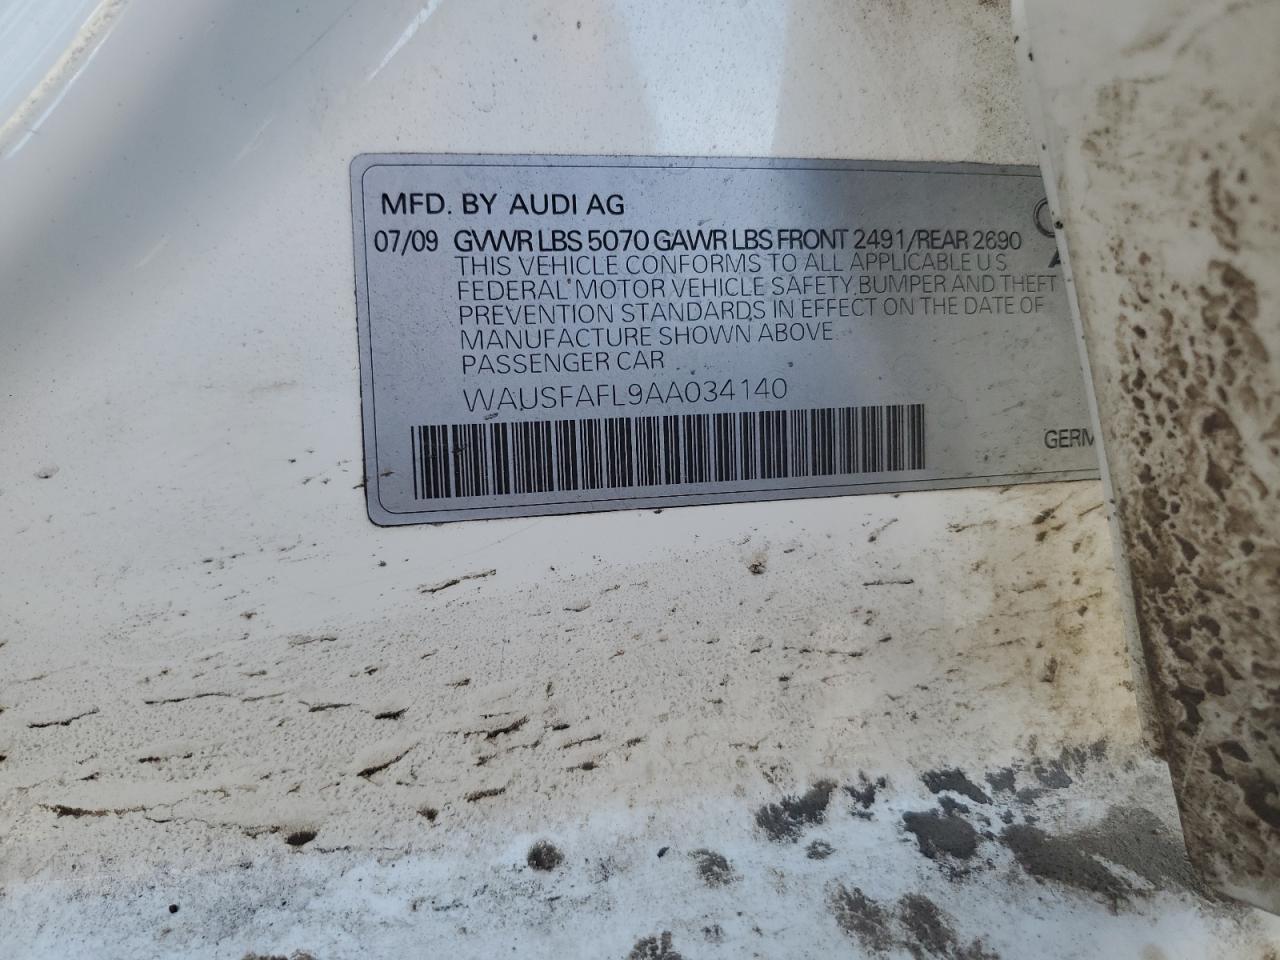 MFD. BY AUDI AG
07/09 GVWR LBS 5070 GAWR LBS FRONT 2491/REAR 2690
THIS VEHICLE CONFORMS TO ALL APPLICABLE U S
FEDERAL MOTOR VEHICLE SAFETY, BUMPER AND THEFT
PREVENTION STANDARDS IN EFFECT ON THE DATE OF
MANUFACTURE SHOWN ABOVE.
PASSENGER CAR
WAUSFAFL9AA034140
GERM